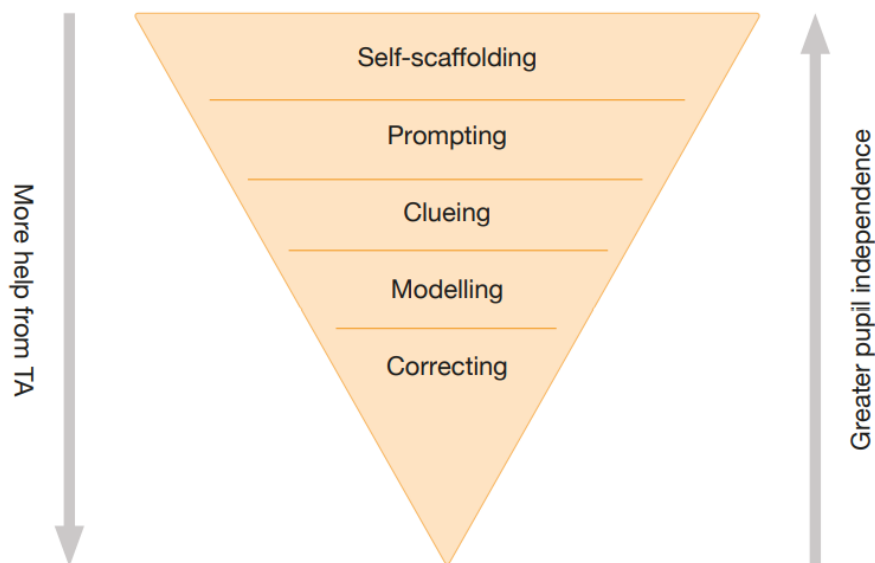 Self-scaffolding
Prompting
Clueing
Modelling
Correcting
More help from TA
Greater pupil independence